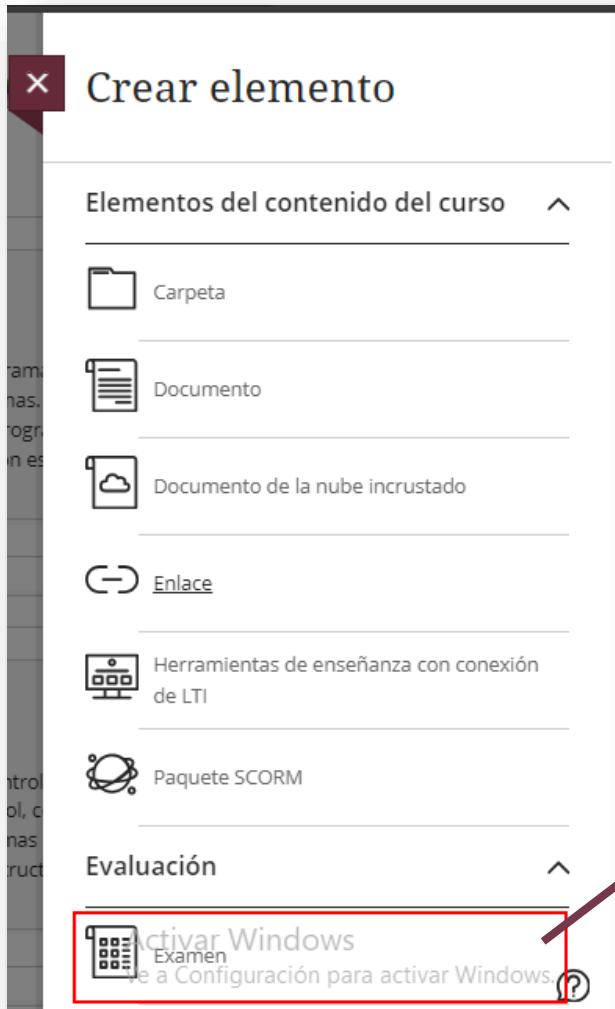 Crear elemento
Elementos del contenido del curso
Carpeta
Documento
Documento de la nube incrustado
Enlace
Herramientas de enseñanza con conexión
de LTI
Paquete SCORM
Evaluación
Activar Windows
Examen
Ve a Configuración para activar Windows.